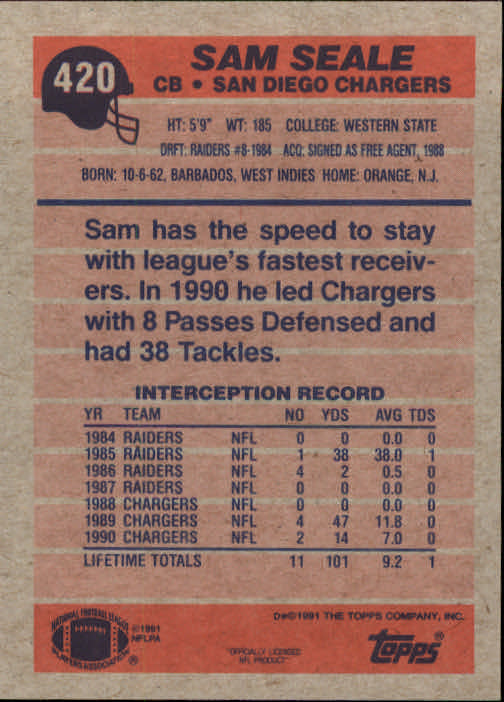 420
SAM SEALE
CB • SAN DIEGO CHARGERS
HT: 5'9" WT: 185 COLLEGE: WESTERN STATE
DRFT: RAIDERS #8-1984 ACQ: SIGNED AS FREE AGENT, 1988
BORN: 10-6-62, BARBADOS, WEST INDIES HOME: ORANGE, N.J.
Sam has the speed to stay
with league's fastest receiv-
ers. In 1990 he led Chargers
with 8 Passes Defensed and
had 38 Tackles.
INTERCEPTION RECORD
YR TEAM NO YDS AVG TDS
1984 RAIDERS NFL 0 0 0.0 0
1985 RAIDERS NFL 1 38 38.0 1
1986 RAIDERS NFL 4 2 0.5 0
1987 RAIDERS NFL 0 0 0.0 0
1988 CHARGERS NFL 0 0 0.0 0
1989 CHARGERS NFL 4 47 11.8 0
1990 CHARGERS NFL 2 14 7.0 0
LIFETIME TOTALS 11 101 9.2 1
NATIONAL FOOTBALL LEAGUE
PLAYERS ASSOCIATION
®
©1991
NFLPA
D®©1991 THE TOPPS COMPANY, INC.
"OFFICIALLY LICENSED
NFL PRODUCT"
topps®